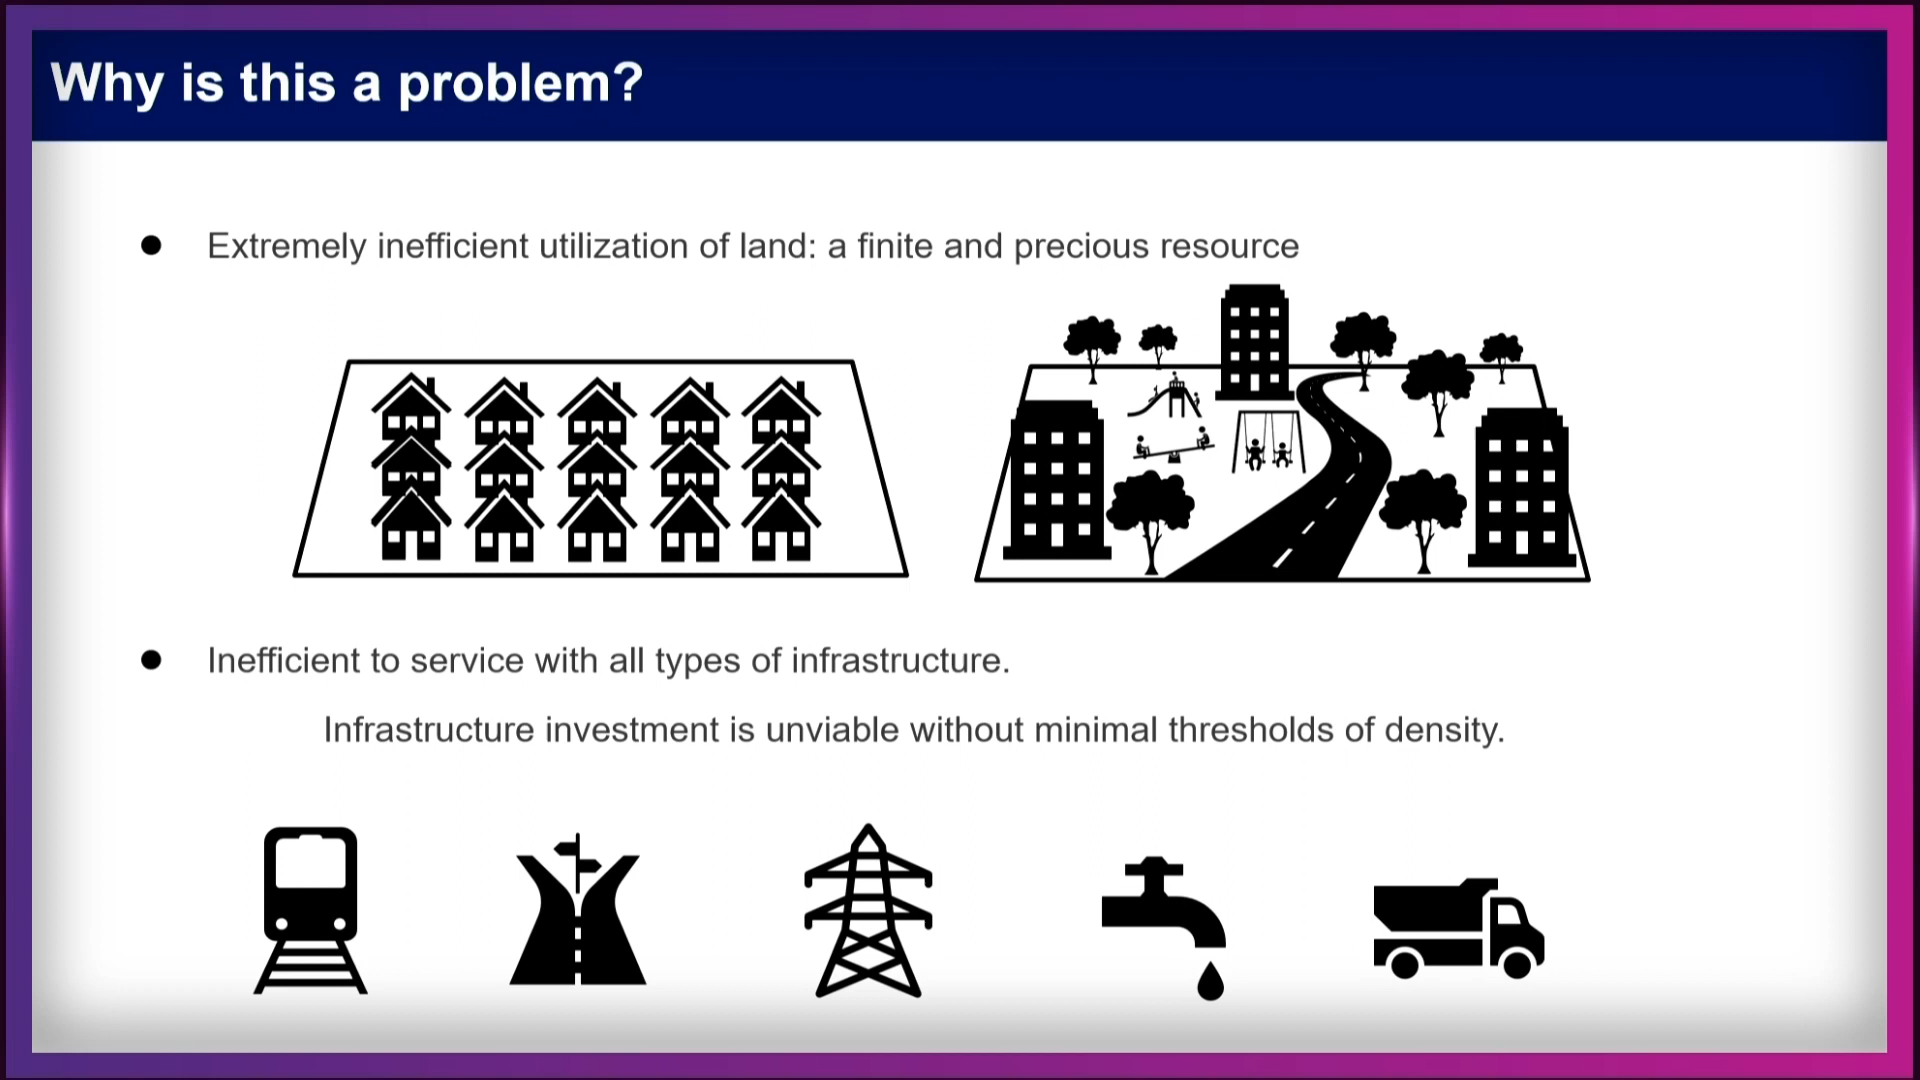 Why is this a problem?
Extremely inefficient utilization of land: a finite and precious resource
Inefficient to service with all types of infrastructure.
Infrastructure investment is unviable without minimal thresholds of density.